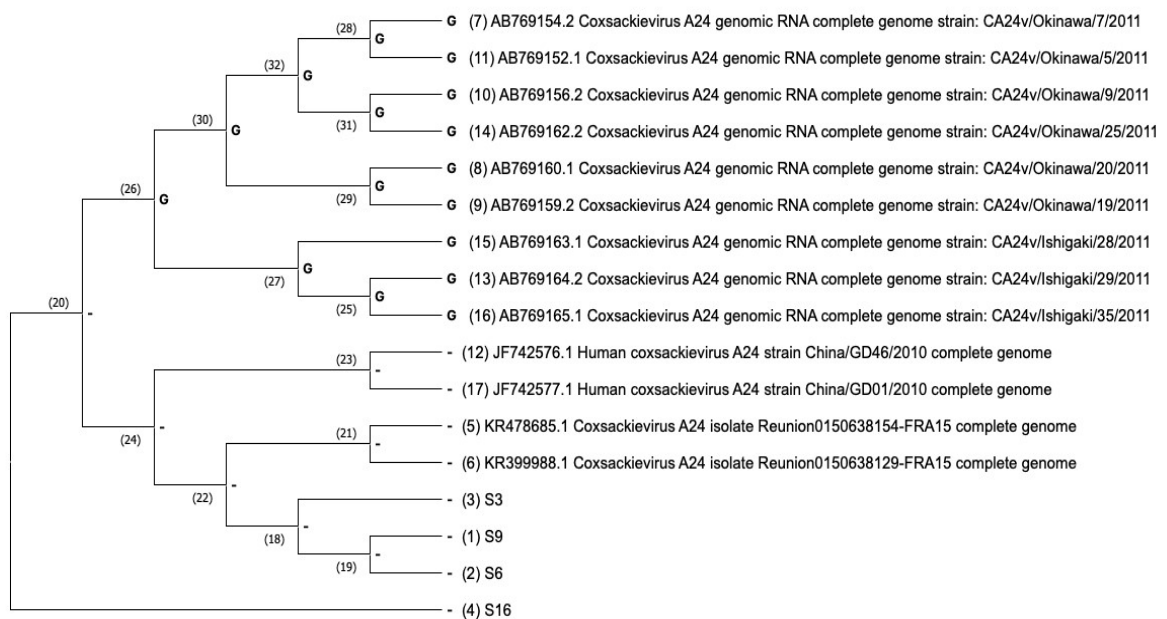 (28) G (7) AB769154.2 Coxsackievirus A24 genomic RNA complete genome strain: CA24v/Okinawa/7/2011
G
(32) G (11) AB769152.1 Coxsackievirus A24 genomic RNA complete genome strain: CA24v/Okinawa/5/2011
G
G (10) AB769156.2 Coxsackievirus A24 genomic RNA complete genome strain: CA24v/Okinawa/9/2011
G
(30) (31) G (14) AB769162.2 Coxsackievirus A24 genomic RNA complete genome strain: CA24v/Okinawa/25/2011
G
G (8) AB769160.1 Coxsackievirus A24 genomic RNA complete genome strain: CA24v/Okinawa/20/2011
G
(26) (29) G (9) AB769159.2 Coxsackievirus A24 genomic RNA complete genome strain: CA24v/Okinawa/19/2011
G
G (15) AB769163.1 Coxsackievirus A24 genomic RNA complete genome strain: CA24v/Ishigaki/28/2011
G
(27) G (13) AB769164.2 Coxsackievirus A24 genomic RNA complete genome strain: CA24v/Ishigaki/29/2011
G
(20) (25) G (16) AB769165.1 Coxsackievirus A24 genomic RNA complete genome strain: CA24v/Ishigaki/35/2011
-
- (12) JF742576.1 Human coxsackievirus A24 strain China/GD46/2010 complete genome
(23)
-
- (17) JF742577.1 Human coxsackievirus A24 strain China/GD01/2010 complete genome
- (5) KR478685.1 Coxsackievirus A24 isolate Reunion0150638154-FRA15 complete genome
-
(24) (21)
-
- (6) KR399988.1 Coxsackievirus A24 isolate Reunion0150638129-FRA15 complete genome
-
(22) - (3) S3
-
(18) - (1) S9
-
(19) - (2) S6
- (4) S16